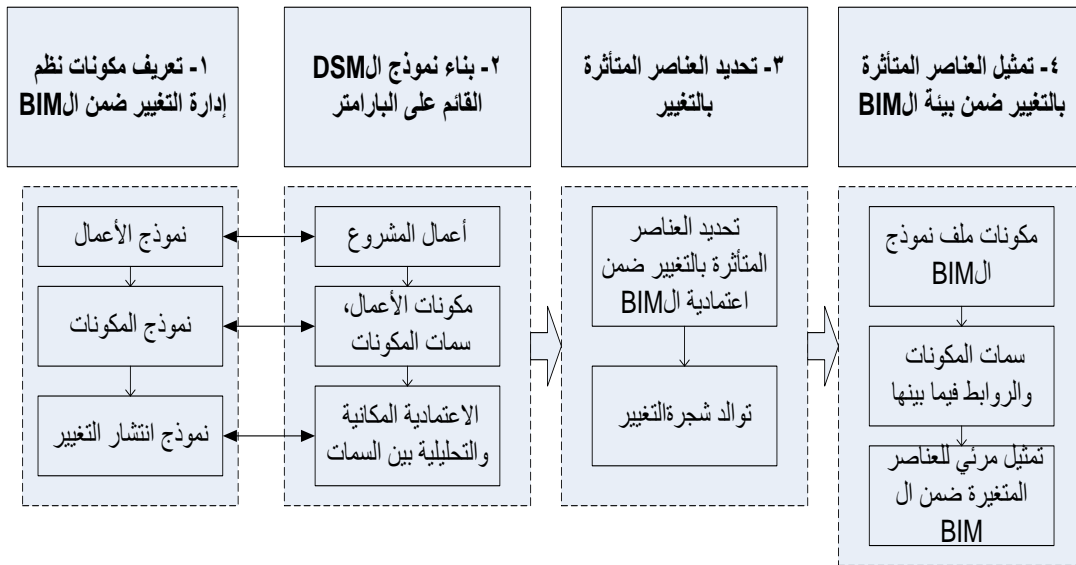 ١- تعريف مكونات نظم
إدارة التغيير ضمن الBIM
٢- بناء نموذج الDSM
القائم على البارامتر
٣- تحديد العناصر المتأثرة
بالتغيير
٤- تمثيل العناصر المتأثرة
بالتغيير ضمن بيئة الBIM
نموذج الأعمال
نموذج المكونات
نموذج انتشار التغيير
أعمال المشروع
مكونات الأعمال،
سمات المكونات
الاعتمادية المكانية
والتحليلية بين السمات
تحديد العناصر
المتأثرة بالتغيير ضمن
اعتمادية الBIM
توالد شجرةالتغيير
مكونات ملف نموذج
الBIM
سمات المكونات
والروابط فيما بينها
تمثيل مرئي للعناصر
المتغيرة ضمن ال
BIM